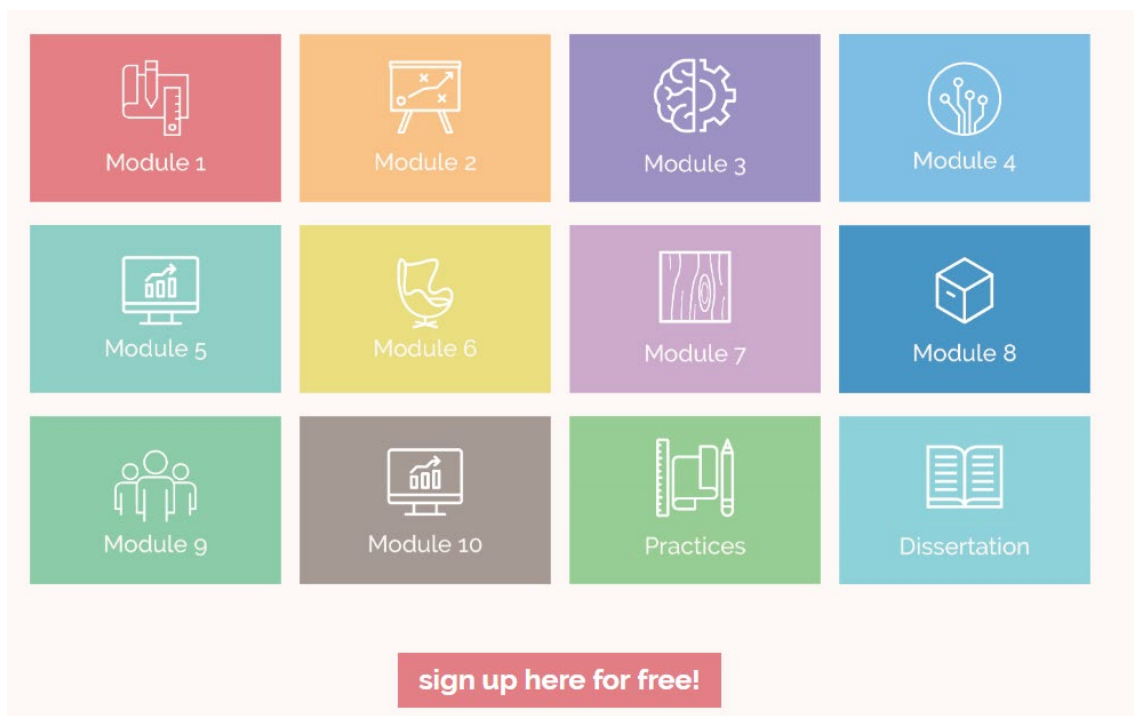 Module 1
Module 2
Module 3
Module 4
Module 5
Module 6
Module 7
Module 8
Module 9
Module 10
Practices
Dissertation
sign up here for free!